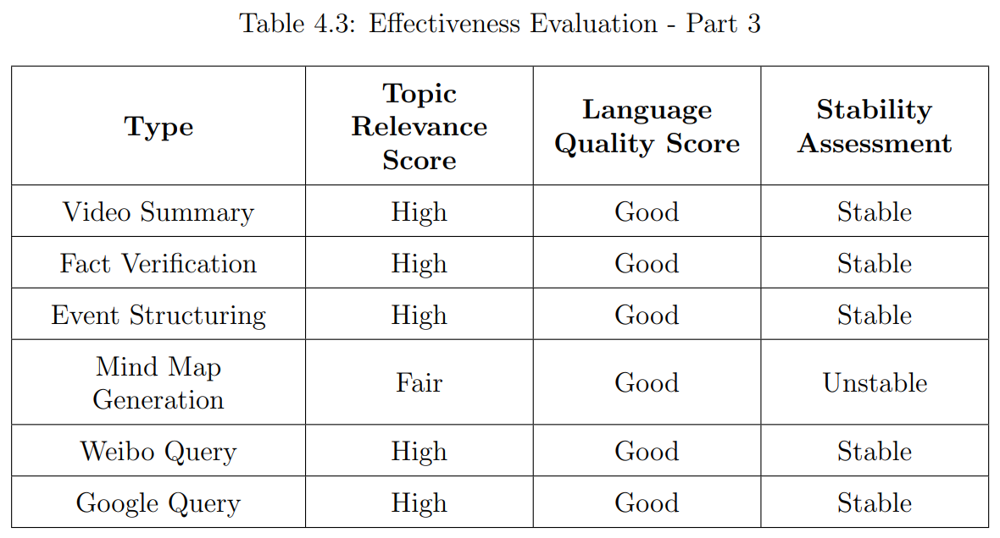 Table 4.3: Effectiveness Evaluation - Part 3
Type
Topic
Relevance
Score
Language
Quality Score
Stability
Assessment
Video Summary High Good Stable
Fact Verification High Good Stable
Event Structuring High Good Stable
Mind Map
Generation
Fair Good Unstable
Weibo Query High Good Stable
Google Query High Good Stable